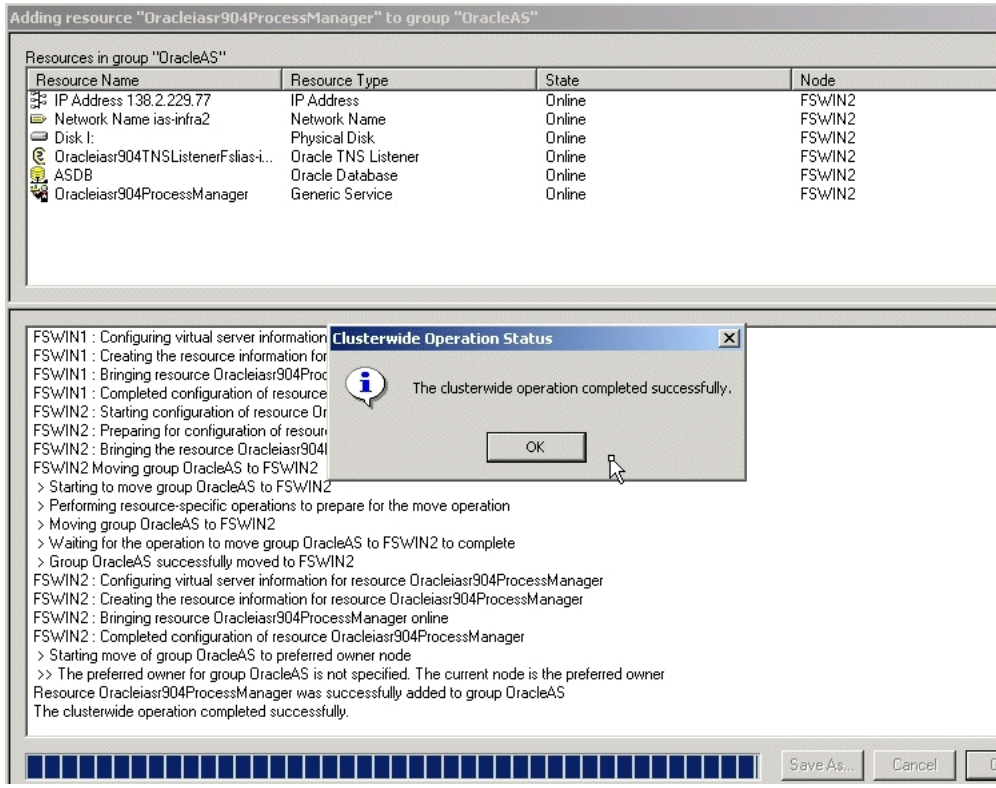 Adding resource "Oracleiasr904ProcessManager" to group "OracleAS"
Resources in group "OracleAS"
Resource Name Resource Type State Node
IP Address 138.2.229.77 IP Address Online FSWIN2
Network Name ias-infra2 Network Name Online FSWIN2
Disk I: Physical Disk Online FSWIN2
Oracleiasr904TNSListenerFslias-i... Oracle TNS Listener Online FSWIN2
ASDB Oracle Database Online FSWIN2
Oracleiasr904ProcessManager Generic Service Online FSWIN2
FSWIN1 : Configuring virtual server information
FSWIN1 : Creating the resource information for
FSWIN1 : Bringing resource Oracleiasr904Proc
FSWIN1 : Completed configuration of resource
FSWIN2 : Starting configuration of resource Or
FSWIN2 : Preparing for configuration of resour
FSWIN2 : Bringing the resource Oracleiasr904
FSWIN2 Moving group OracleAS to FSWIN2
> Starting to move group OracleAS to FSWIN2
> Performing resource-specific operations to prepare for the move operation
> Moving group OracleAS to FSWIN2
> Waiting for the operation to move group OracleAS to FSWIN2 to complete
> Group OracleAS successfully moved to FSWIN2
FSWIN2 : Configuring virtual server information for resource Oracleiasr904ProcessManager
FSWIN2 : Creating the resource information for resource Oracleiasr904ProcessManager
FSWIN2 : Bringing resource Oracleiasr904ProcessManager online
FSWIN2 : Completed configuration of resource Oracleiasr904ProcessManager
> Starting move of group OracleAS to preferred owner node
>> The preferred owner for group OracleAS is not specified. The current node is the preferred owner
Resource Oracleiasr904ProcessManager was successfully added to group OracleAS
The clusterwide operation completed successfully.
Clusterwide Operation Status
The clusterwide operation completed successfully.
OK
Save As... Cancel